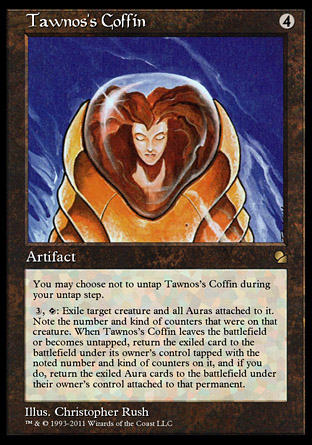 Tawnos's Coffin 4
Artifact
You may choose not to untap Tawnos's Coffin during
your untap step.
3, : Exile target creature and all Auras attached to it.
Note the number and kind of counters that were on that
creature. When Tawnos's Coffin leaves the battlefield
or becomes untapped, return the exiled card to the
battlefield under its owner's control tapped with the
noted number and kind of counters on it, and if you
do, return the exiled Aura cards to the battlefield under
their owner's control attached to that permanent.
Illus. Christopher Rush
™ & © 1993-2011 Wizards of the Coast LLC